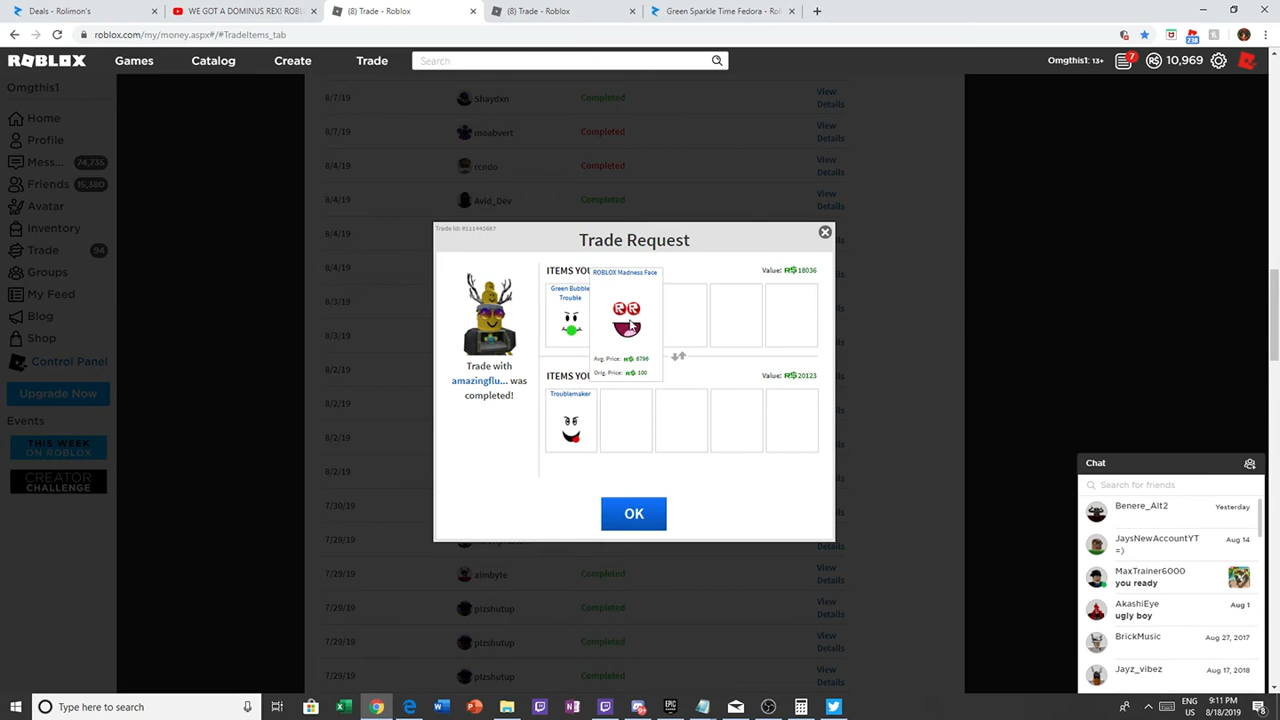 Deals - Rolimon's
WE GOT A DOMINUS REX! ROBL
(8) Trade - Roblox
(8) Trade - Roblox
Green Sparkle Time Fedora - Rol
roblox.com/my/money.aspx#/#TradeItems_tab
238
ROBLOX
Games
Catalog
Create
Trade
Search
Omgthis1: 13+
7
10,969
Omgthis1
Home
Profile
Mess... 74,735
Friends 15,380
Avatar
Inventory
Trade 94
Groups
My Feed
Blog
Shop
Control Panel
Upgrade Now
Events
THIS WEEK
ON ROBLOX
CREATOR
CHALLENGE
8/7/19 Shaydxn Completed View Details
8/7/19 moabvert Completed View Details
8/4/19 rcndo Completed View Details
8/4/19 Avid_Dev Completed View Details
8/4/19
8/4/19
8/3/19
8/3/19
8/2/19
8/2/19
8/2/19
7/30/19
7/29/19
7/29/19 aimbyte Completed View Details
7/29/19 plzshutup Completed View Details
7/29/19 plzshutup Completed View Details
7/29/19 plzshutup Completed View Details
Trade Id: #111443687
Trade Request
Trade with
amazingflu... was
completed!
ITEMS YOU
Value: R$ 18036
Green Bubble
Trouble
ROBLOX Madness Face
Avg. Price: R$ 6796
Orig. Price: R$ 100
ITEMS YOU
Value: R$ 20123
Troublemaker
OK
Chat
Search for friends
Benere_Alt2 Yesterday
JaysNewAccountYT Aug 14
=)
MaxTrainer6000
you ready
AkashiEye Aug 1
ugly boy
BrickMusic Aug 27, 2017
Jayz_vibez Aug 17, 2018
Type here to search
ENG
US
9:11 PM
8/18/2019